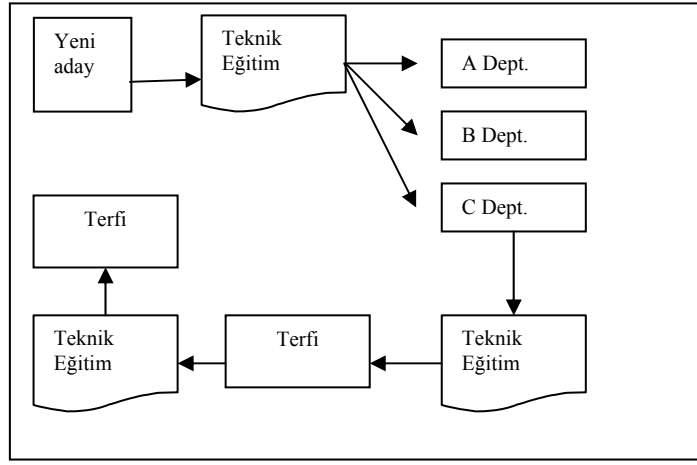 Yeni
aday
Teknik
Eğitim
A Dept.
B Dept.
C Dept.
Terfi
Teknik
Eğitim
Terfi
Teknik
Eğitim